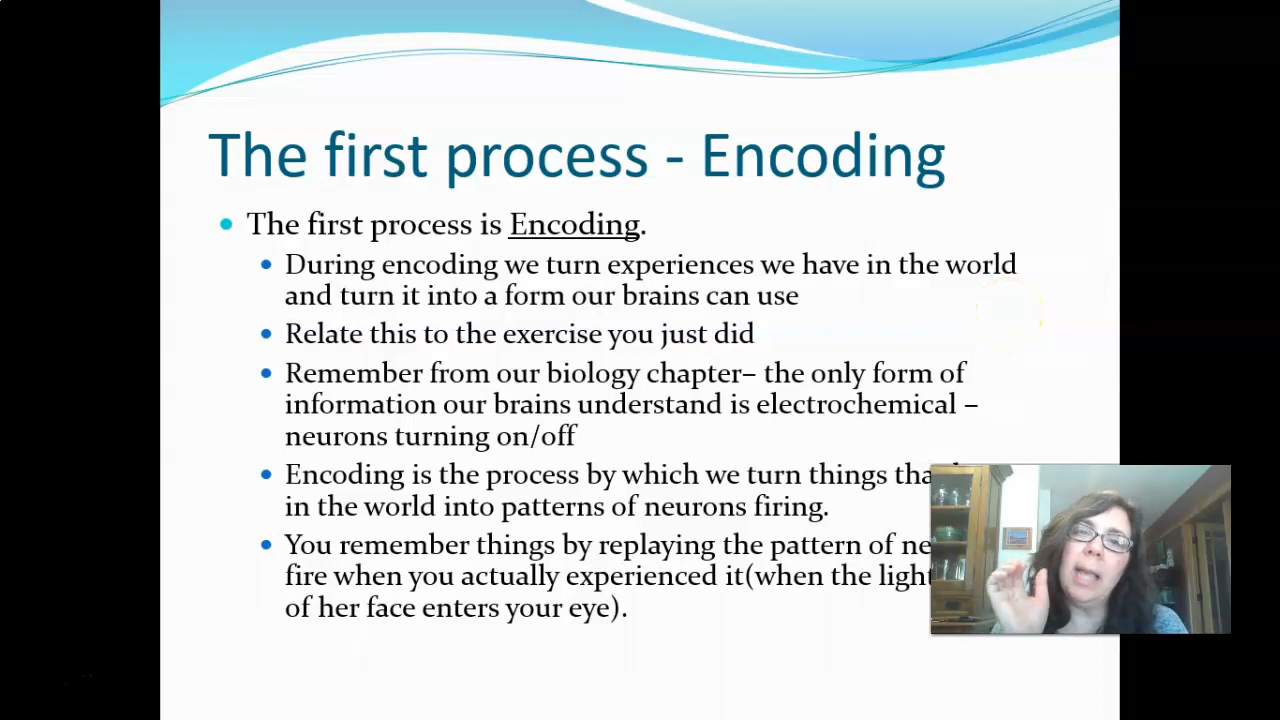 The first process - Encoding
The first process is Encoding.
During encoding we turn experiences we have in the world
and turn it into a form our brains can use
Relate this to the exercise you just did
Remember from our biology chapter– the only form of
information our brains understand is electrochemical –
neurons turning on/off
Encoding is the process by which we turn things
in the world into patterns of neurons firing.
You remember things by replaying the pattern of
fire when you actually experienced it(when the light
of her face enters your eye).